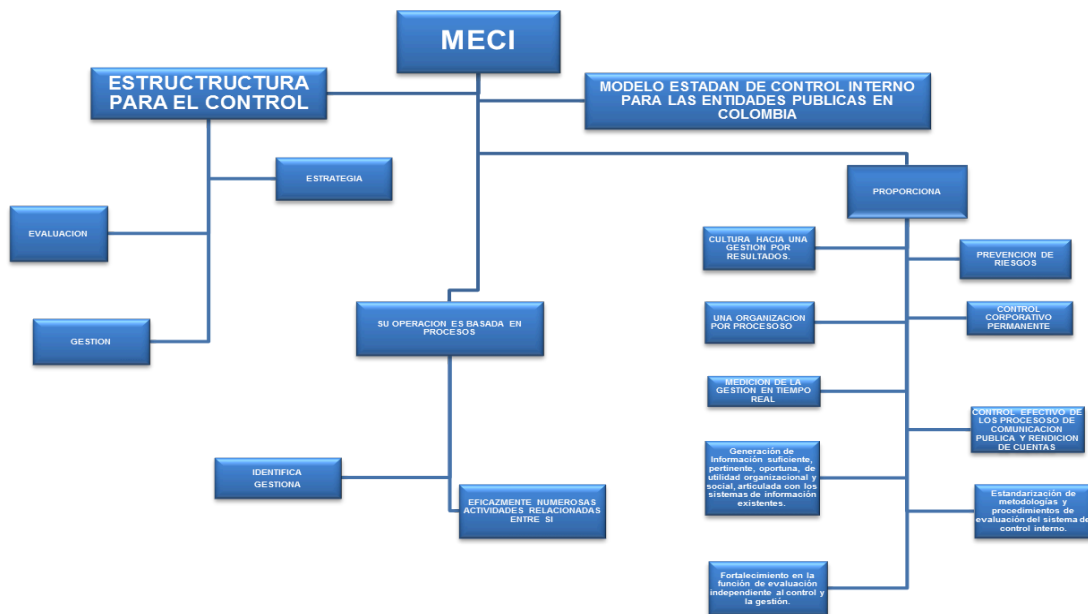 MECI
ESTRUCTRUCTURA
PARA EL CONTROL
MODELO ESTADAN DE CONTROL INTERNO
PARA LAS ENTIDADES PUBLICAS EN
COLOMBIA
ESTRATEGIA
EVALUACION
GESTION
SU OPERACION ES BASADA EN
PROCESOS
IDENTIFICA
GESTIONA
EFICAZMENTE NUMEROSAS
ACTIVIDADES RELACIONADAS
ENTRE SI
PROPORCIONA
CULTURA HACIA UNA
GESTION POR
RESULTADOS.
PREVENCION DE
RIESGOS
UNA ORGANIZACION
POR PROCESOSO
CONTROL
CORPORATIVO
PERMANENTE
MEDICION DE LA
GESTION EN TIEMPO
REAL
CONTROL EFECTIVO DE
LOS PROCESOSO DE
COMUNICACION
PUBLICA Y RENDICION
DE CUENTAS
Generación de
Información suficiente,
pertinente, oportuna, de
utilidad organizacional y
social, articulada con los
sistemas de información
existentes.
Estandarización de
metodologías y
procedimientos de
evaluación del sistema de
control interno.
Fortalecimiento en la
función de evaluación
independiente al control y
la gestión.